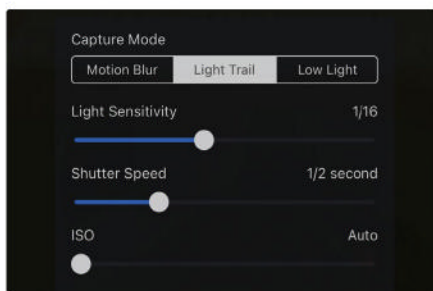 Capture Mode
Motion Blur Light Trail Low Light
Light Sensitivity 1/16
Shutter Speed 1/2 second
ISO Auto